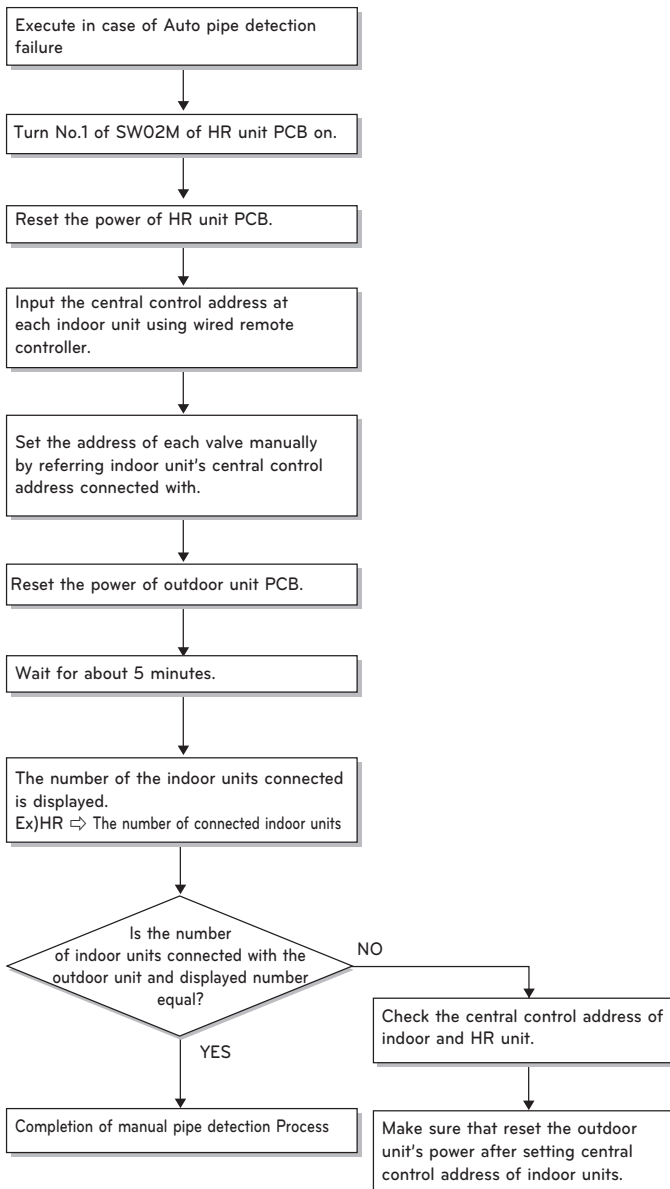 Execute in case of Auto pipe detection
failure
Turn No.1 of SW02M of HR unit PCB on.
Reset the power of HR unit PCB.
Input the central control address at
each indoor unit using wired remote
controller.
Set the address of each valve manually
by referring indoor unit's central control
address connected with.
Reset the power of outdoor unit PCB.
Wait for about 5 minutes.
The number of the indoor units connected
is displayed.
Ex)HR ⇨ The number of connected indoor units
Is the number
of indoor units connected with the
outdoor unit and displayed number
equal?
NO
YES
Check the central control address of
indoor and HR unit.
Completion of manual pipe detection Process
Make sure that reset the outdoor
unit's power after setting central
control address of indoor units.